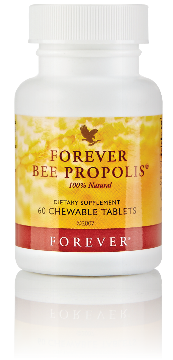 FOREVER
BEE PROPOLIS®
100% Natural
DIETARY SUPPLEMENT
60 CHEWABLE TABLETS
FOREVER®